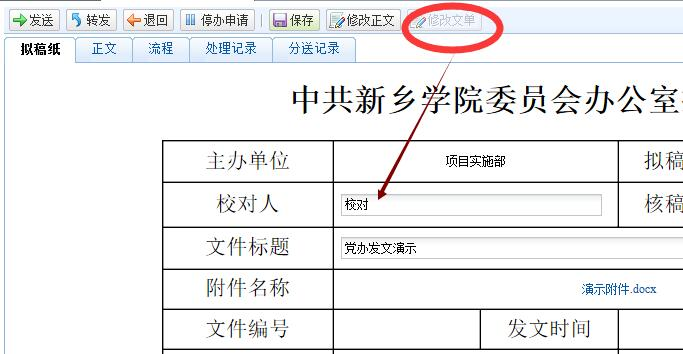 发送 转发 退回 停办申请 保存 修改正文 修改文单
拟稿纸 正文 流程 处理记录 分送记录
中共新乡学院委员会办公室
主办单位 项目实施部 拟稿
校对人 校对 核稿
文件标题 党办发文演示
附件名称 演示附件.docx
文件编号 发文时间